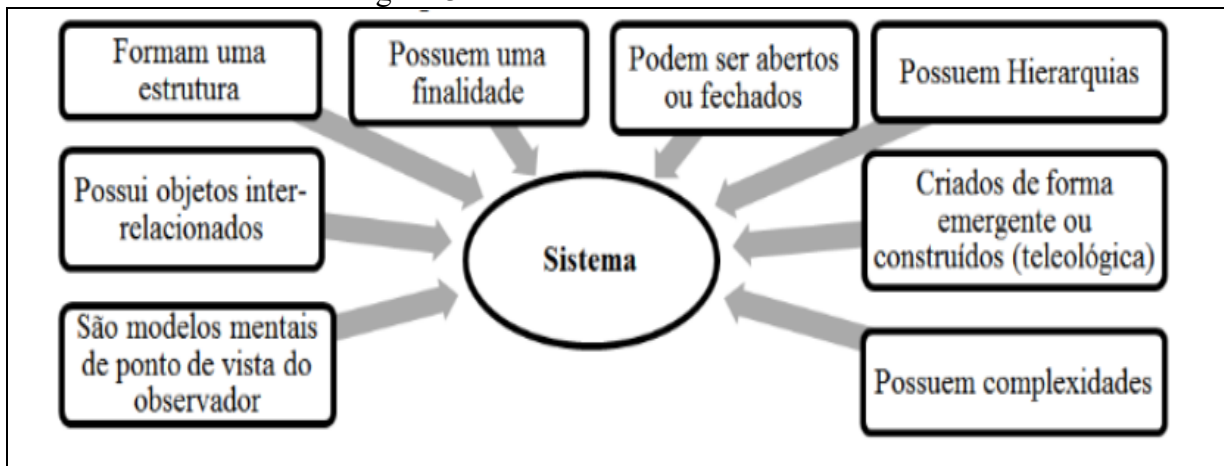 Formam uma
estrutura
Possuem uma
finalidade
Podem ser abertos
ou fechados
Possuem Hierarquias
Possui objetos inter-
relacionados
Criados de forma
emergente ou
construídos (teleológica)
Sistema
São modelos mentais
de ponto de vista do
observador
Possuem complexidades